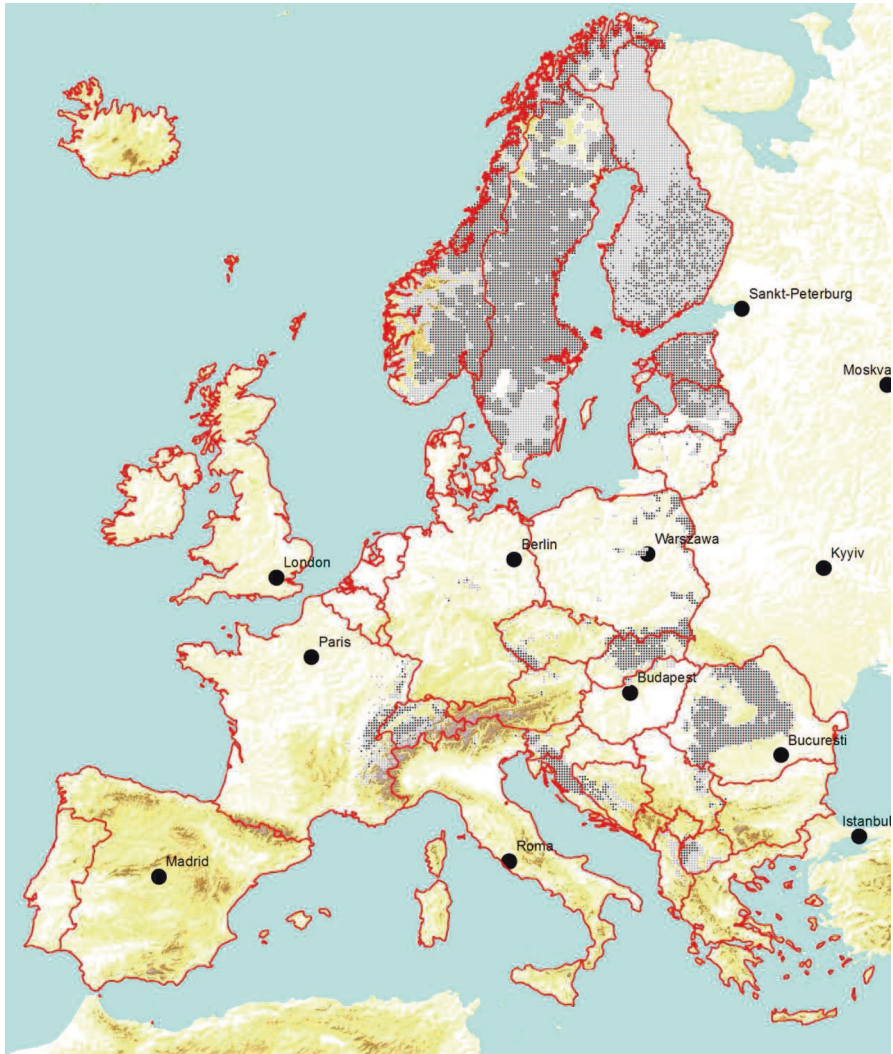 Sankt-Peterburg
Moskva
Warszawa
Berlin
Kyyiv
London
Paris
Budapest
Bucuresti
Istanbul
Roma
Madrid